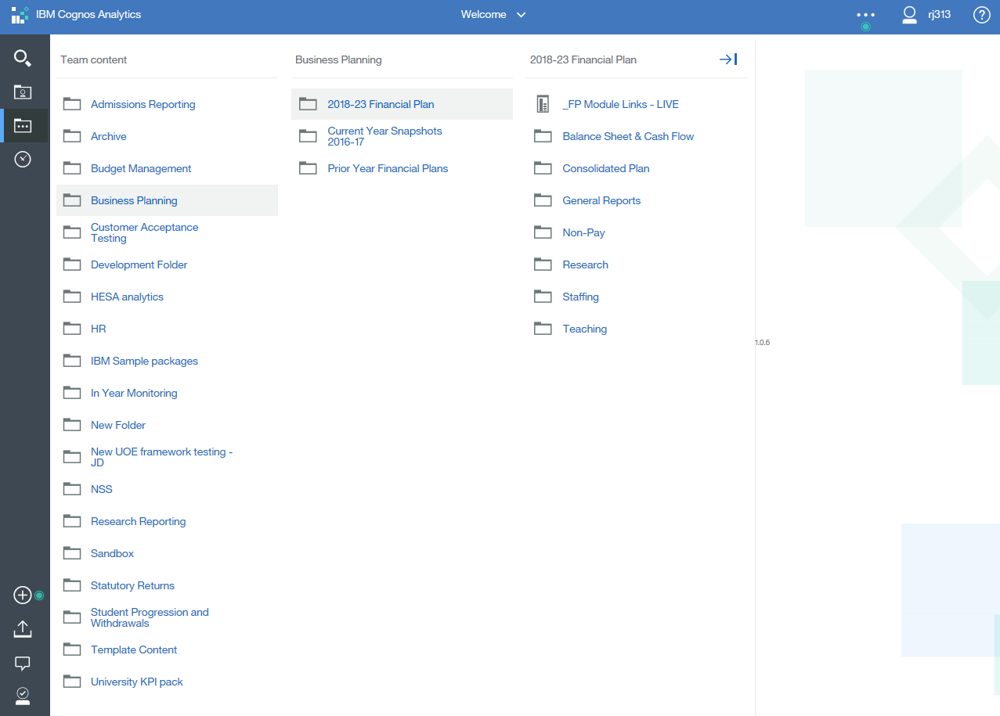 IBM Cognos Analytics
Welcome
rj313
?
Team content
Admissions Reporting
Archive
Budget Management
Business Planning
Customer Acceptance
Testing
Development Folder
HESA analytics
HR
IBM Sample packages
In Year Monitoring
New Folder
New UOE framework testing -
JD
NSS
Research Reporting
Sandbox
Statutory Returns
Student Progression and
Withdrawals
Template Content
University KPI pack
Business Planning
2018-23 Financial Plan
Current Year Snapshots
2016-17
Prior Year Financial Plans
2018-23 Financial Plan
_FP Module Links - LIVE
Balance Sheet & Cash Flow
Consolidated Plan
General Reports
Non-Pay
Research
Staffing
Teaching
1.0.6